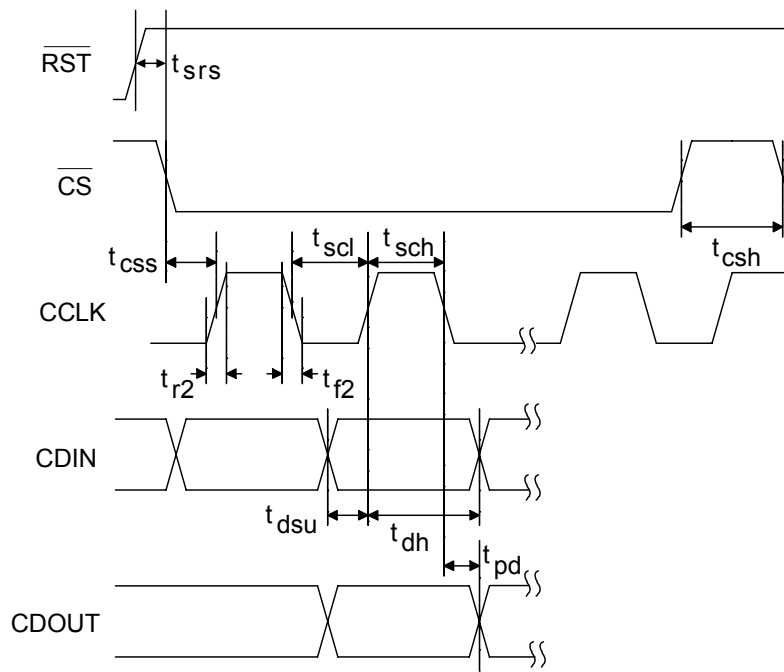 RST
t srs
CS
t css
t scl
t sch
t csh
CCLK
t r2
t f2
CDIN
t dsu
t dh
t pd
CDOUT